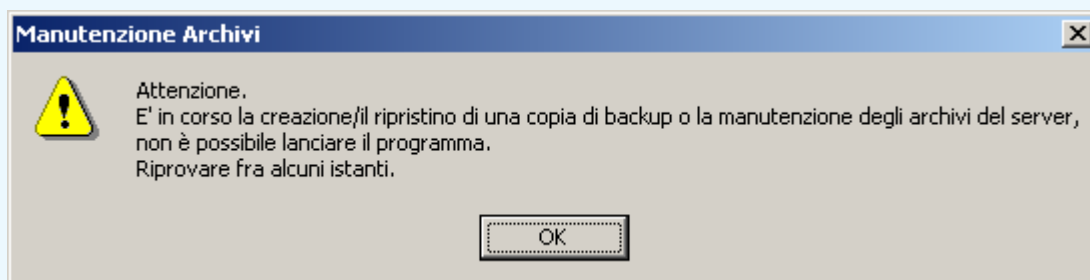 Manutenzione Archivi
Attenzione.
E' in corso la creazione/il ripristino di una copia di backup o la manutenzione degli archivi del server,
non è possibile lanciare il programma.
Riprovare fra alcuni istanti.
OK